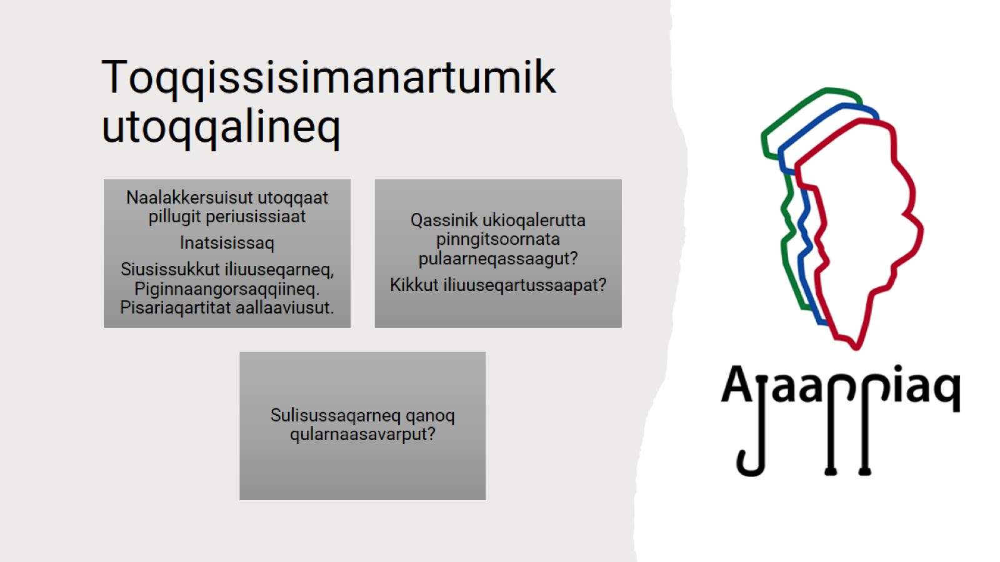 Toqqissisimanartumik
utoqqalineq
Naalakkersuisut utoqqaat
pillugit periusissiaat
Inatsisissaq
Siusissukkut iliuuseqarneq,
Piginnaangorsaqqiineq.
Pisariaqartitat aallaaviusut.
Qassinik ukioqalerutta
pinngitsoornata
pulaarneqassaagut?
Kikkut iliuuseqartussaapat?
Sulisussaqarneq qanoq
qularnaasavarput?
Ajaappiaq